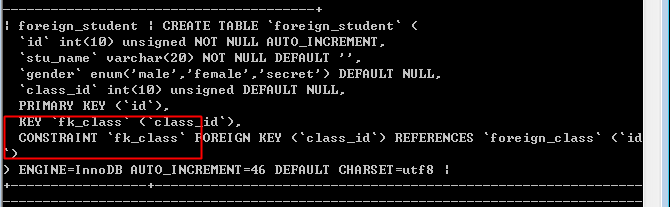 | foreign_student | CREATE TABLE `foreign_student` (
`id` int(10) unsigned NOT NULL AUTO_INCREMENT,
`stu_name` varchar(20) NOT NULL DEFAULT '',
`gender` enum('male','female','secret') DEFAULT NULL,
`class_id` int(10) unsigned DEFAULT NULL,
PRIMARY KEY (`id`),
KEY `fk_class` (`class_id`),
CONSTRAINT `fk_class` FOREIGN KEY (`class_id`) REFERENCES `foreign_class` (`id
`)
) ENGINE=InnoDB AUTO_INCREMENT=46 DEFAULT CHARSET=utf8 |